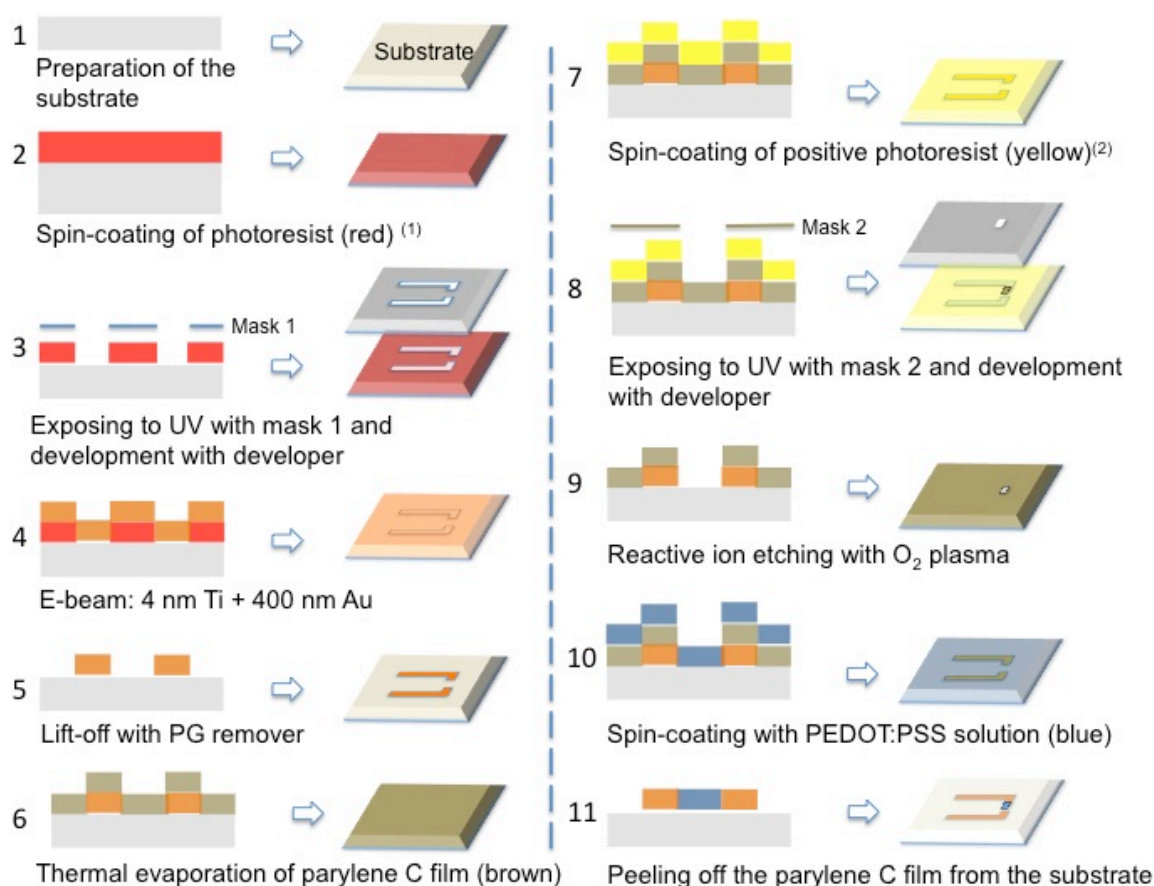 1
Substrate
Preparation of the
substrate
2
Spin-coating of photoresist (red) (1)
Mask 1
3
Exposing to UV with mask 1 and
development with developer
4
E-beam: 4 nm Ti + 400 nm Au
5
Lift-off with PG remover
6
Thermal evaporation of parylene C film (brown)
7
Spin-coating of positive photoresist (yellow)(2)
Mask 2
8
Exposing to UV with mask 2 and development
with developer
9
Reactive ion etching with O2 plasma
10
Spin-coating with PEDOT:PSS solution (blue)
11
Peeling off the parylene C film from the substrate